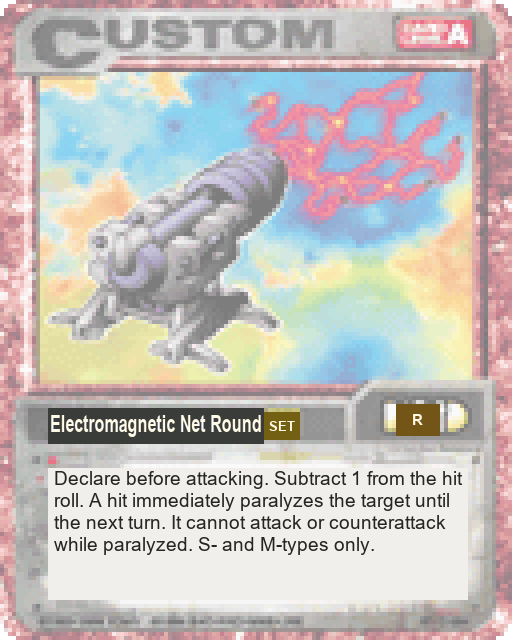 CUSTOM
A
Electromagnetic Net Round SET
R
Declare before attacking. Subtract 1 from the hit
roll. A hit immediately paralyzes the target until
the next turn. It cannot attack or counterattack
while paralyzed. S- and M-types only.